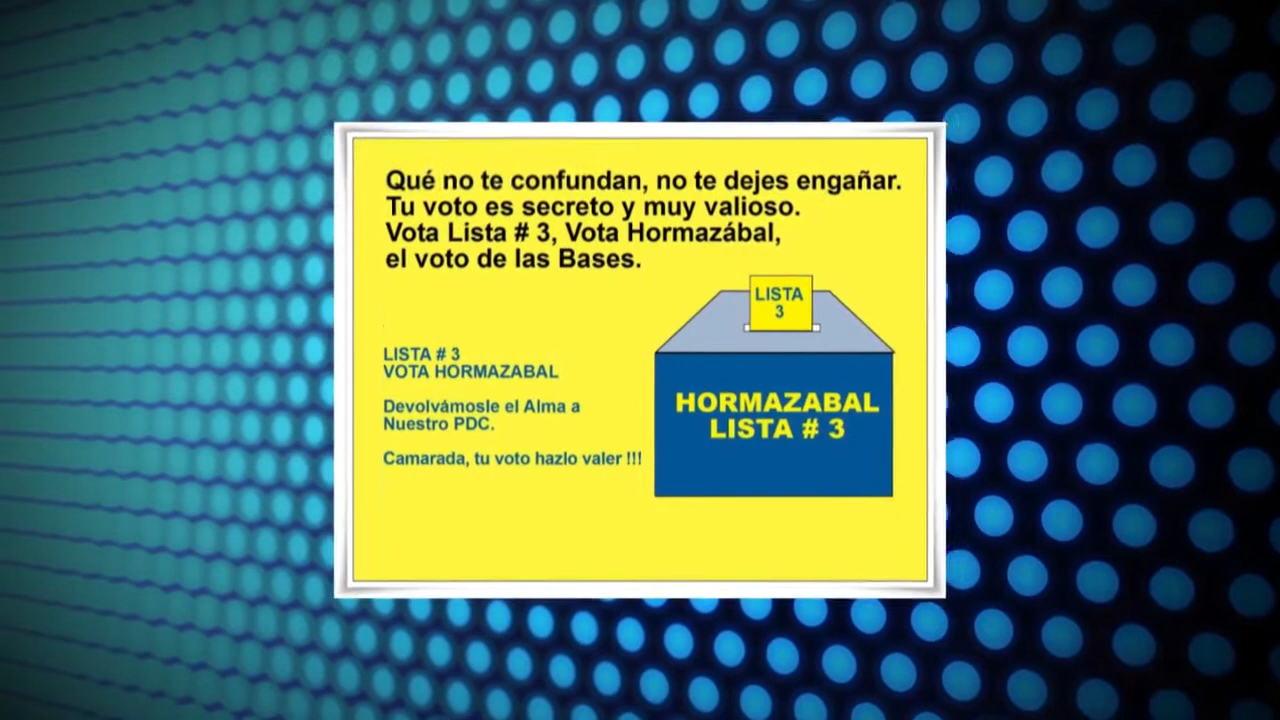 Qué no te confundan, no te dejes engañar.
Tu voto es secreto y muy valioso.
Vota Lista # 3, Vota Hormazábal,
el voto de las Bases.
LISTA
3
LISTA # 3
VOTA HORMAZABAL
Devolvámosle el Alma a
Nuestro PDC.
Camarada, tu voto hazlo valer !!!
HORMAZABAL
LISTA # 3